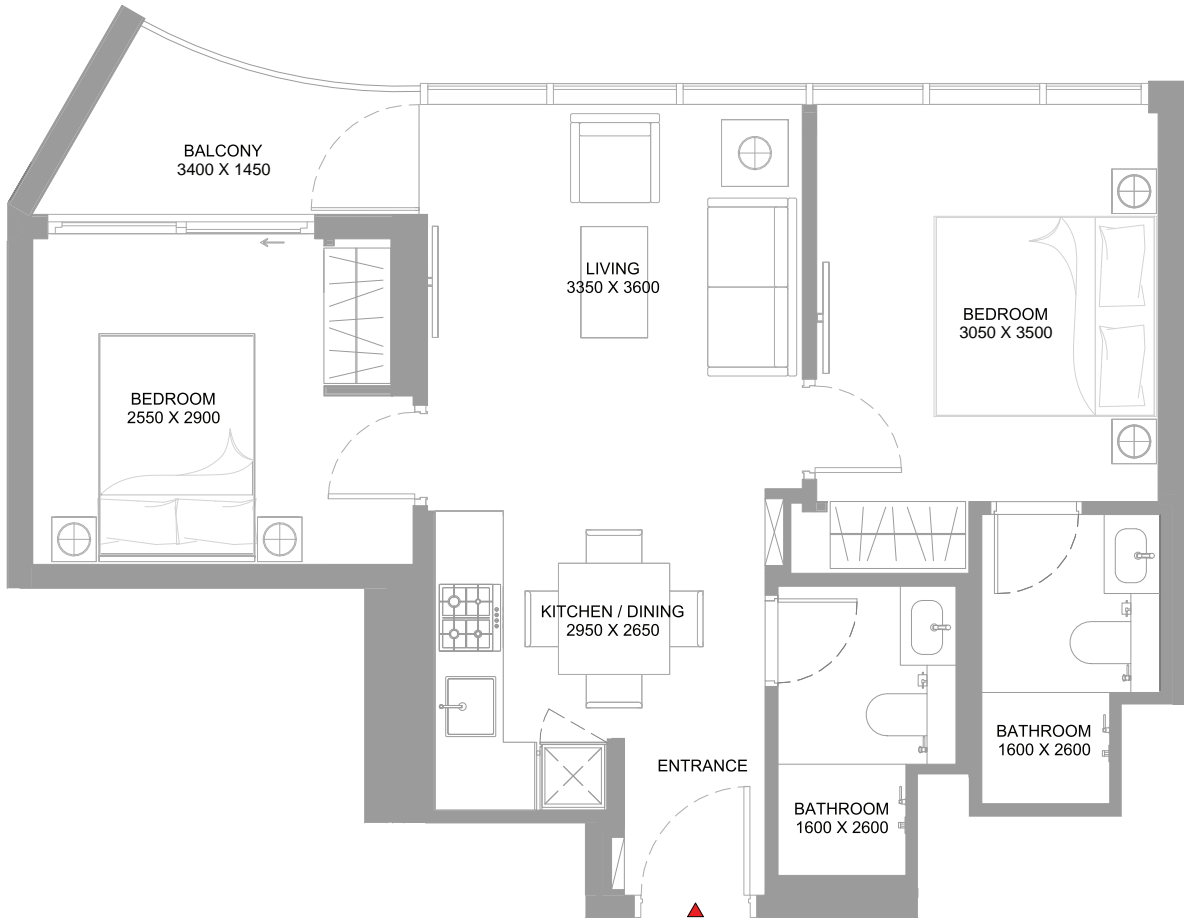 BALCONY
3400 X 1450
LIVING
3350 X 3600
BEDROOM
3050 X 3500
BEDROOM
2550 X 2900
KITCHEN / DINING
2950 X 2650
ENTRANCE
BATHROOM
1600 X 2600
BATHROOM
1600 X 2600